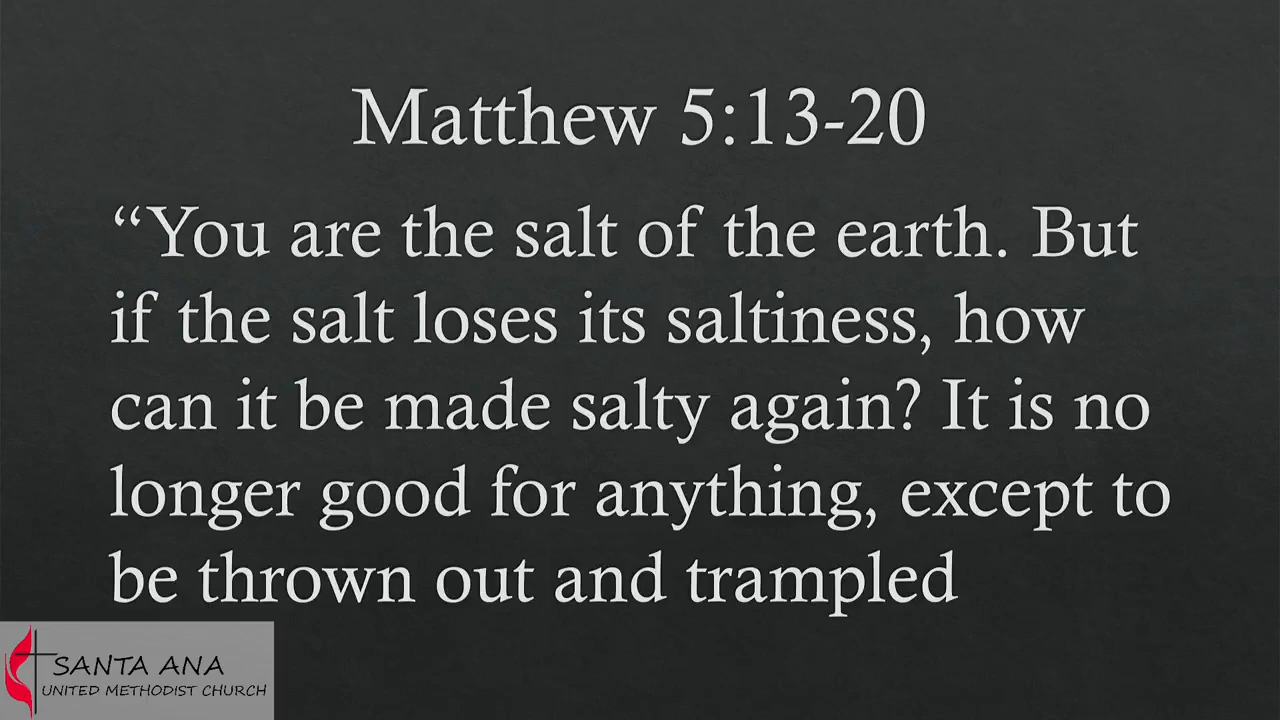 Matthew 5:13-20
“You are the salt of the earth. But
if the salt loses its saltiness, how
can it be made salty again? It is no
longer good for anything, except to
be thrown out and trampled
SANTA ANA
UNITED METHODIST CHURCH